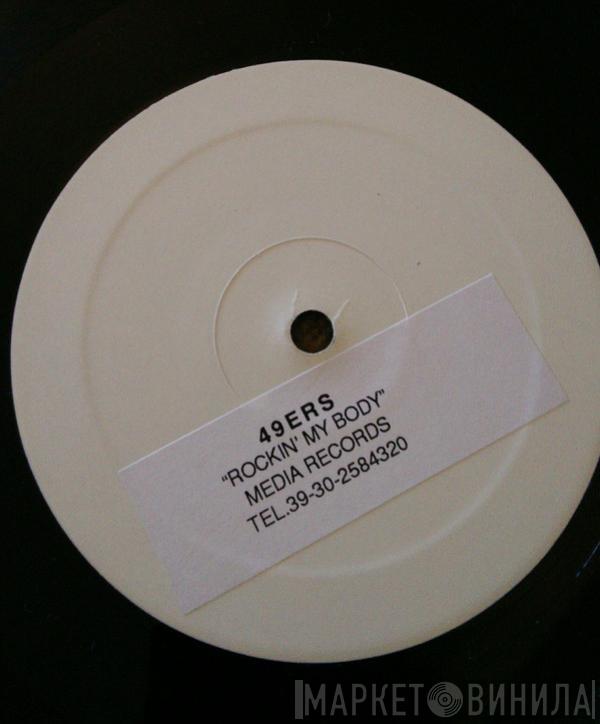 49ERS
"ROCKIN' MY BODY"
MEDIA RECORDS
TEL.39-30-2584320
МАРКЕТ ВИНИЛА